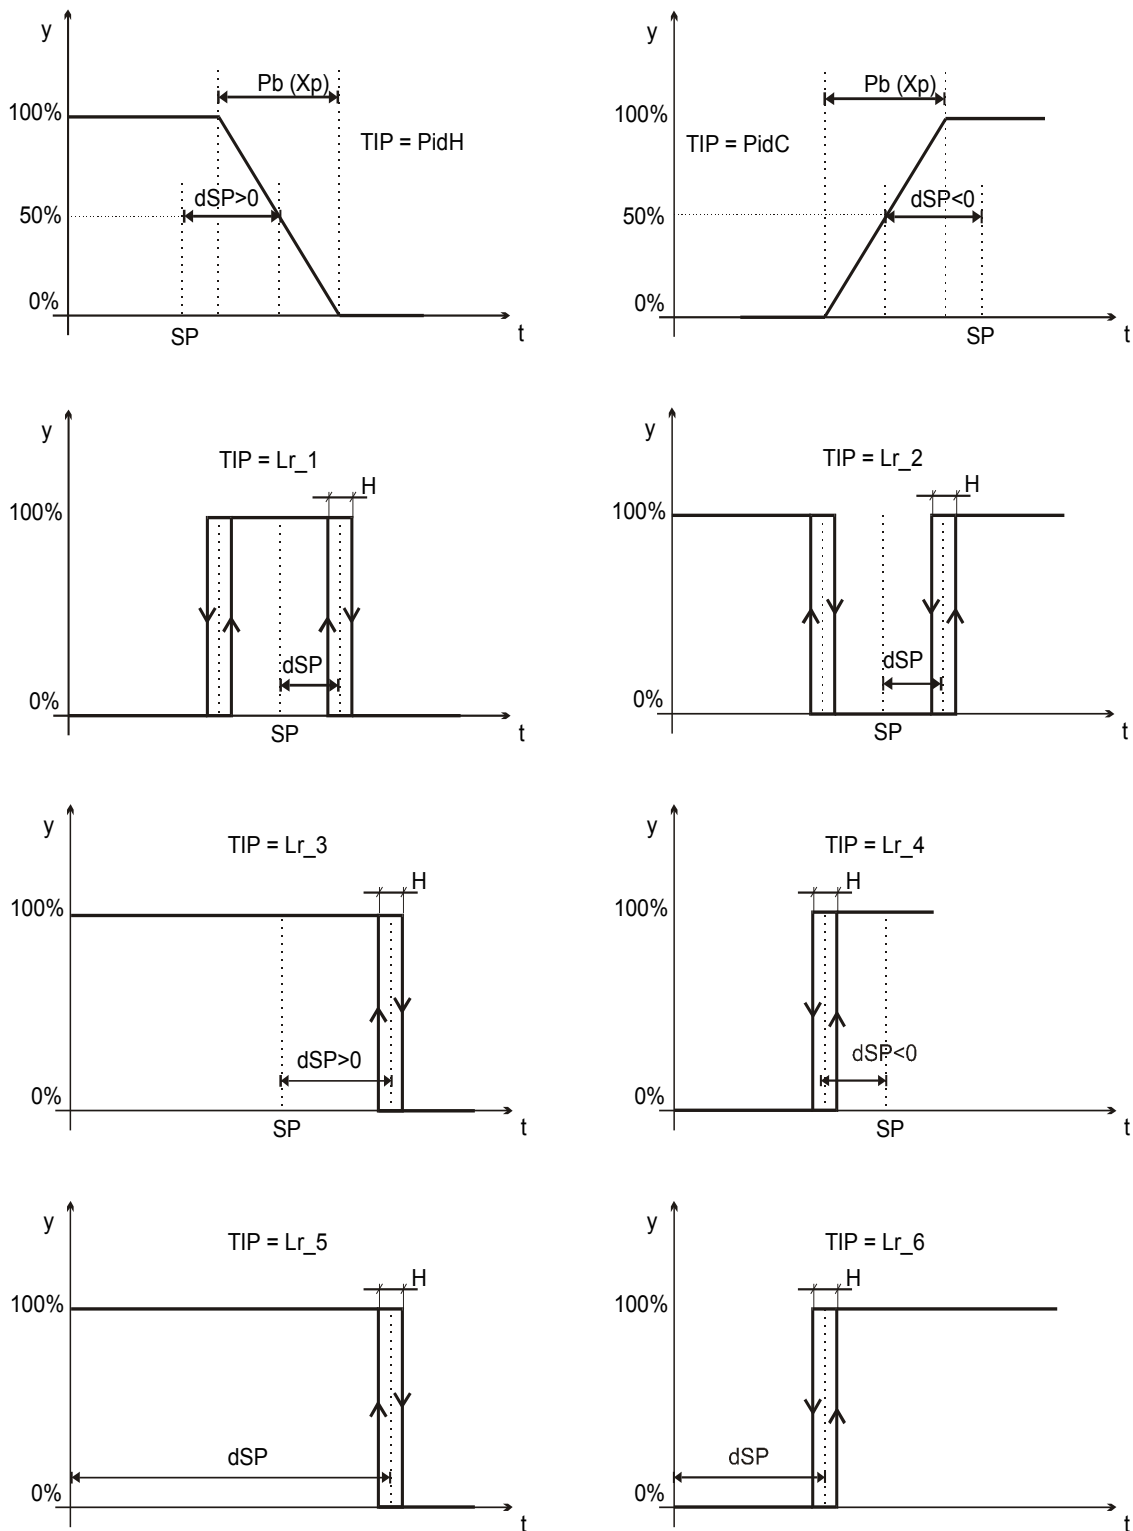 y
Pb (Xp)
100%
TIP = PidH
dSP>0
50%
0%
SP
t
y
Pb (Xp)
100%
TIP = PidC
dSP<0
50%
0%
SP
t
y
TIP = Lr_1
H
100%
dSP
0%
SP
t
y
TIP = Lr_2
H
100%
dSP
0%
SP
t
y
TIP = Lr_3
H
100%
dSP>0
0%
SP
t
y
TIP = Lr_4
H
100%
dSP<0
0%
SP
t
y
TIP = Lr_5
H
100%
dSP
0%
t
y
TIP = Lr_6
H
100%
dSP
0%
t